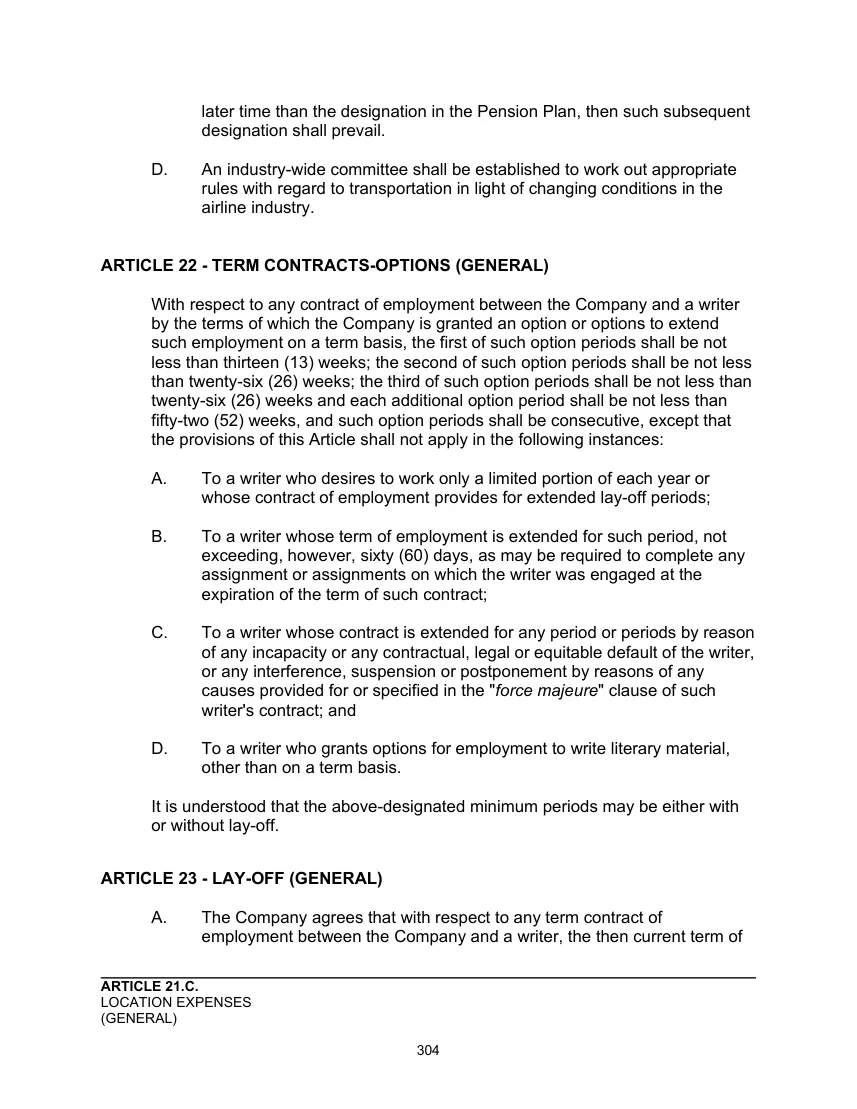 later time than the designation in the Pension Plan, then such subsequent
designation shall prevail.
D. An industry-wide committee shall be established to work out appropriate
rules with regard to transportation in light of changing conditions in the
airline industry.
ARTICLE 22 - TERM CONTRACTS-OPTIONS (GENERAL)
With respect to any contract of employment between the Company and a writer
by the terms of which the Company is granted an option or options to extend
such employment on a term basis, the first of such option periods shall be not
less than thirteen (13) weeks; the second of such option periods shall be not less
than twenty-six (26) weeks; the third of such option periods shall be not less than
twenty-six (26) weeks and each additional option period shall be not less than
fifty-two (52) weeks, and such option periods shall be consecutive, except that
the provisions of this Article shall not apply in the following instances:
A. To a writer who desires to work only a limited portion of each year or
whose contract of employment provides for extended lay-off periods;
B. To a writer whose term of employment is extended for such period, not
exceeding, however, sixty (60) days, as may be required to complete any
assignment or assignments on which the writer was engaged at the
expiration of the term of such contract;
C. To a writer whose contract is extended for any period or periods by reason
of any incapacity or any contractual, legal or equitable default of the writer,
or any interference, suspension or postponement by reasons of any
causes provided for or specified in the "force majeure" clause of such
writer's contract; and
D. To a writer who grants options for employment to write literary material,
other than on a term basis.
It is understood that the above-designated minimum periods may be either with
or without lay-off.
ARTICLE 23 - LAY-OFF (GENERAL)
A. The Company agrees that with respect to any term contract of
employment between the Company and a writer, the then current term of
ARTICLE 21.C.
LOCATION EXPENSES
(GENERAL)
304